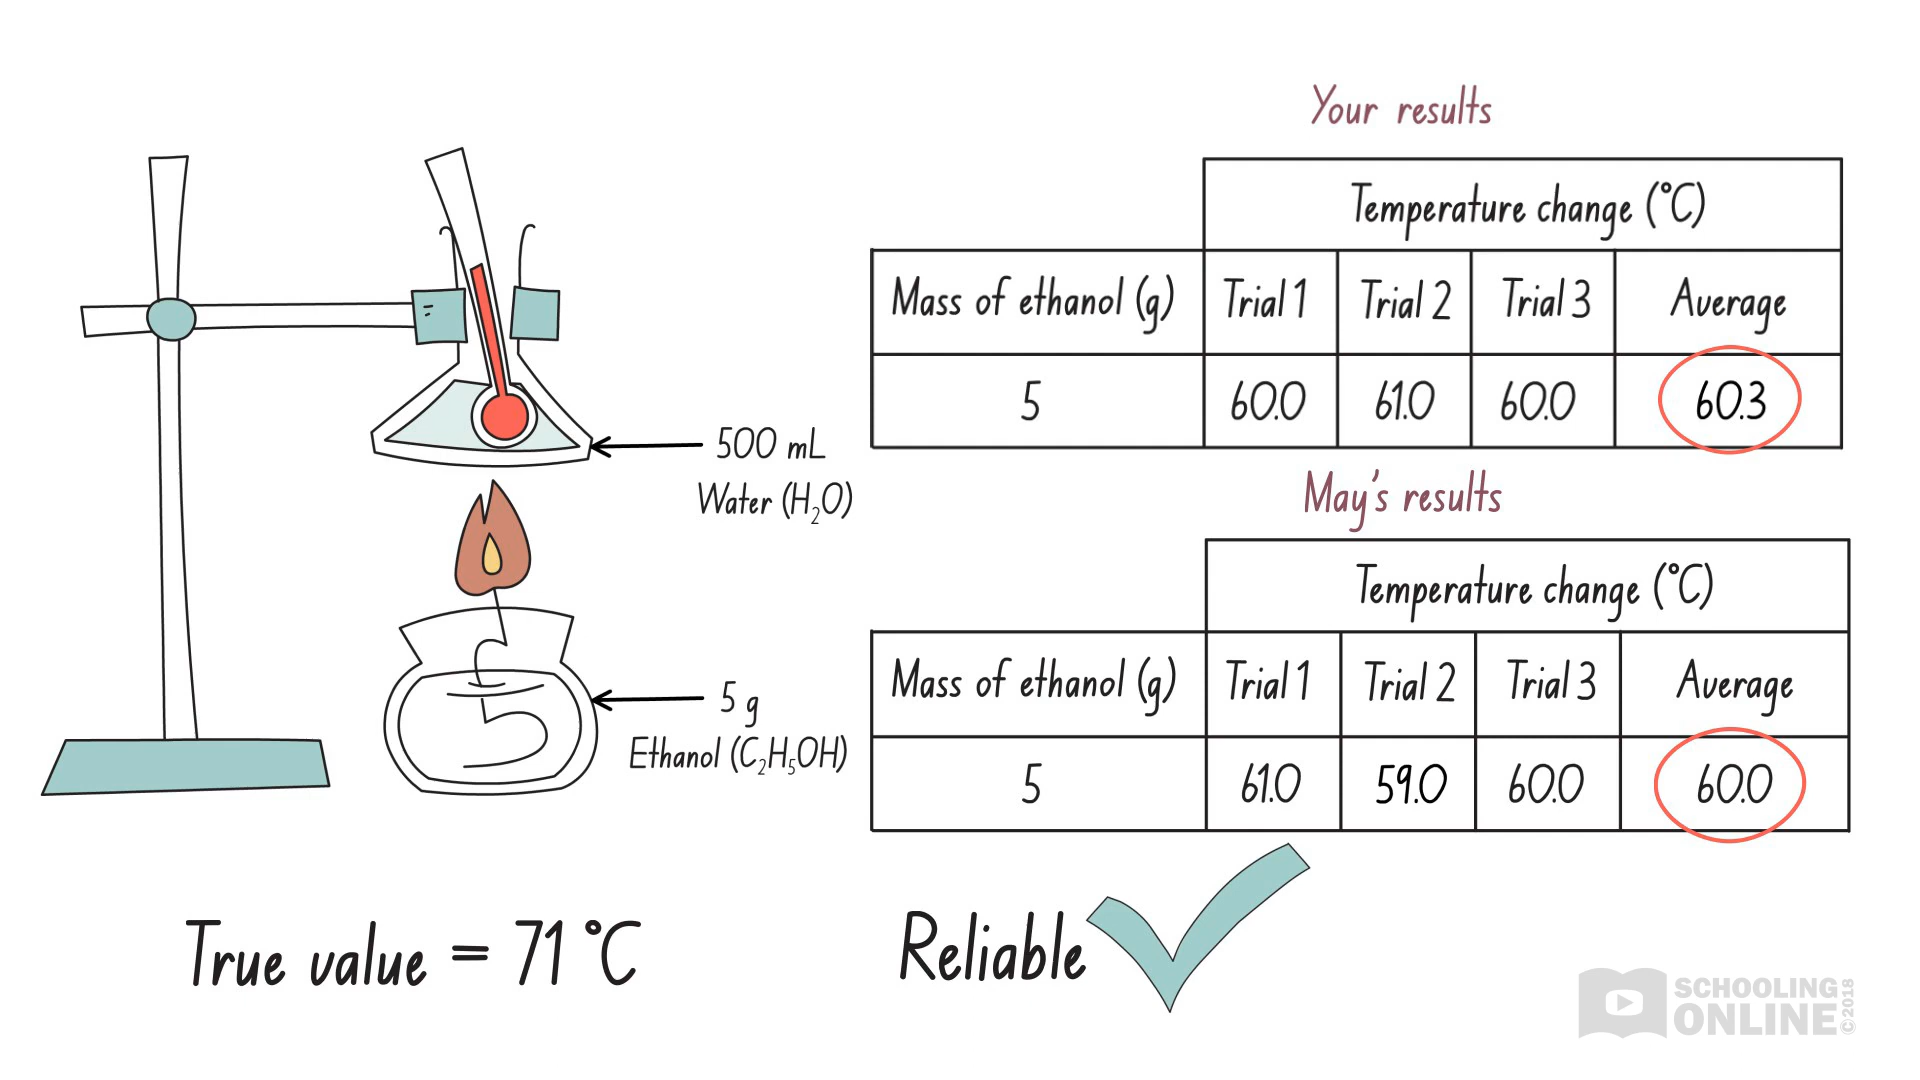 Your results
Temperature change (°C)
Mass of ethanol (g) Trial 1 Trial 2 Trial 3 Average
5 60.0 61.0 60.0 60.3
500 mL
Water (H₂O)
May's results
Temperature change (°C)
Mass of ethanol (g) Trial 1 Trial 2 Trial 3 Average
5 61.0 59.0 60.0 60.0
5 g
Ethanol (C₂H₅OH)
True value = 71 °C
Reliable
SCHOOLING
ONLINE
©2018